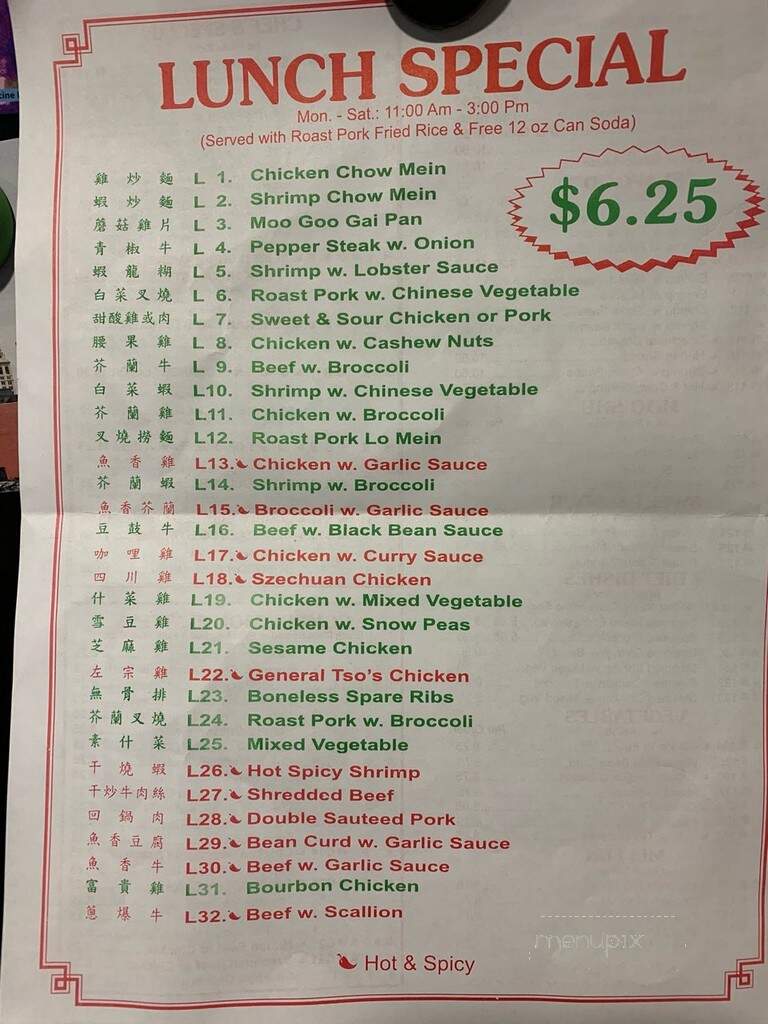 LUNCH SPECIAL
Mon. - Sat.: 11:00 Am - 3:00 Pm
(Served with Roast Pork Fried Rice & Free 12 oz Can Soda)
$6.25
雞炒麵 L 1. Chicken Chow Mein
蝦炒麵 L 2. Shrimp Chow Mein
蘑菇雞片 L 3. Moo Goo Gai Pan
青椒牛 L 4. Pepper Steak w. Onion
蝦龍糊 L 5. Shrimp w. Lobster Sauce
白菜叉燒 L 6. Roast Pork w. Chinese Vegetable
甜酸雞或肉 L 7. Sweet & Sour Chicken or Pork
腰果雞 L 8. Chicken w. Cashew Nuts
芥蘭牛 L 9. Beef w. Broccoli
白菜蝦 L10. Shrimp w. Chinese Vegetable
芥蘭雞 L11. Chicken w. Broccoli
叉燒撈麵 L12. Roast Pork Lo Mein
魚香雞 L13. Chicken w. Garlic Sauce
芥蘭蝦 L14. Shrimp w. Broccoli
魚香芥蘭 L15. Broccoli w. Garlic Sauce
豆鼓牛 L16. Beef w. Black Bean Sauce
咖哩雞 L17. Chicken w. Curry Sauce
四川雞 L18. Szechuan Chicken
什菜雞 L19. Chicken w. Mixed Vegetable
雪豆雞 L20. Chicken w. Snow Peas
芝麻雞 L21. Sesame Chicken
左宗雞 L22. General Tso's Chicken
無骨排 L23. Boneless Spare Ribs
芥蘭叉燒 L24. Roast Pork w. Broccoli
素什菜 L25. Mixed Vegetable
干燒蝦 L26. Hot Spicy Shrimp
干炒牛肉絲 L27. Shredded Beef
回鍋肉 L28. Double Sauteed Pork
魚香豆腐 L29. Bean Curd w. Garlic Sauce
魚香牛 L30. Beef w. Garlic Sauce
富貴雞 L31. Bourbon Chicken
蔥爆牛 L32. Beef w. Scallion
Hot & Spicy
menupix